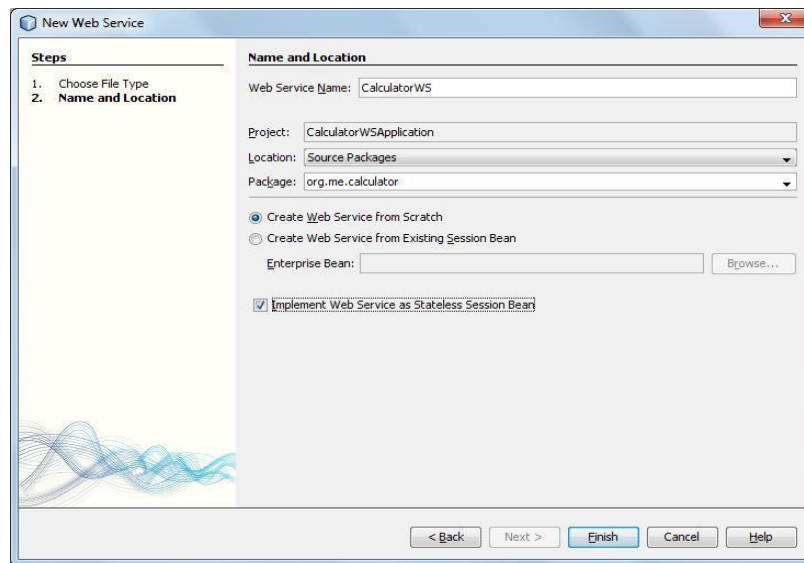 New Web Service
Steps
1. Choose File Type
2. Name and Location
Name and Location
Web Service Name: CalculatorWS
Project: CalculatorWSApplication
Location: Source Packages
Package: org.me.calculator
Create Web Service from Scratch
Create Web Service from Existing Session Bean
Enterprise Bean:
Browse...
Implement Web Service as Stateless Session Bean
< Back Next > Finish Cancel Help